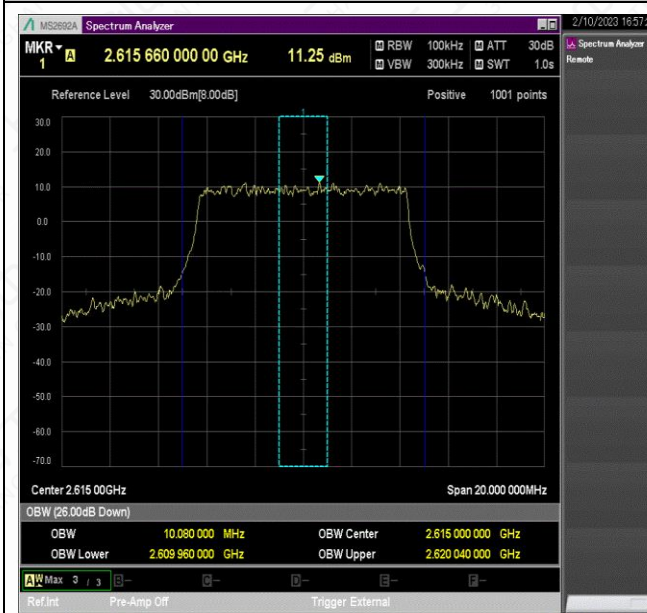 MS2692A Spectrum Analyzer
2/10/2023 16:57:
MKR A 2.615 660 000 00 GHz 11.25 dBm
1
RBW 100kHz ATT 30dB
VBW 300kHz SWT 1.0s
Spectrum Analyzer
Remote
Reference Level 30.00dBm[8.00dB] Positive 1001 points
30.0
20.0
10.0
0.0
-10.0
-20.0
-30.0
-40.0
-50.0
-60.0
-70.0
Center 2.615 00GHz Span 20.000 000MHz
OBW (26.00dB Down)
OBW 10.080 000 MHz OBW Center 2.615 000 000 GHz
OBW Lower 2.609 960 000 GHz OBW Upper 2.620 040 000 GHz
A W Max 3 / 3 B- C- D- E- F-
Ref.Int Pre-Amp Off Trigger External